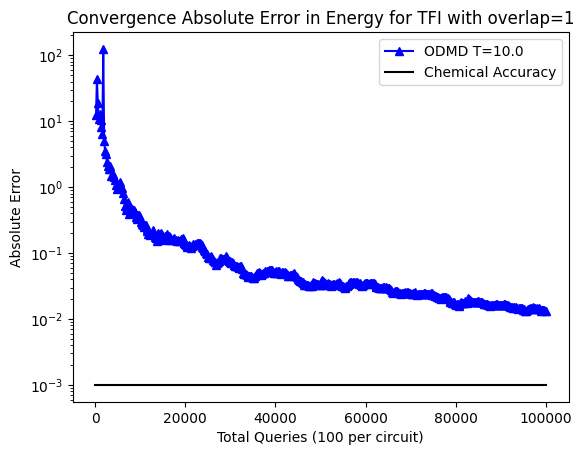 Convergence Absolute Error in Energy for TFI with overlap=1
ODMD T=10.0
Chemical Accuracy
Absolute Error
10^2
10^1
10^0
10^-1
10^-2
10^-3
0 20000 40000 60000 80000 100000
Total Queries (100 per circuit)